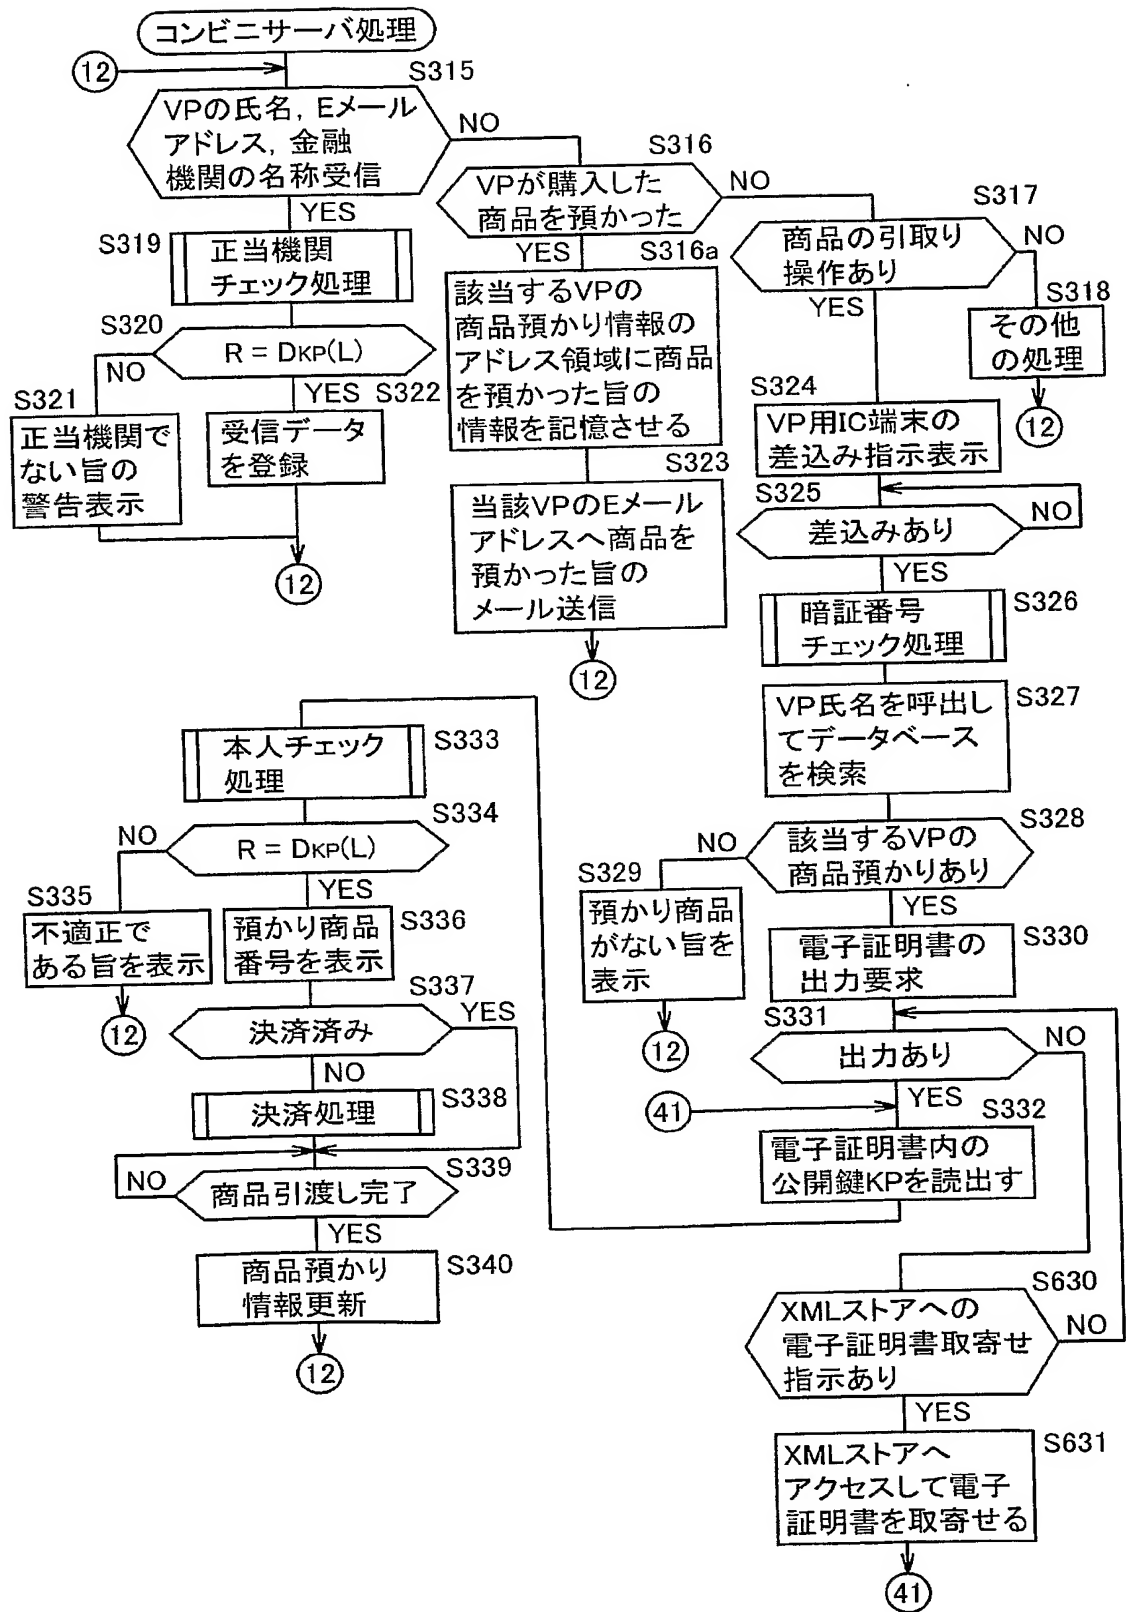 コンビニサーバ処理
12
S315
VPの氏名, Eメール
アドレス, 金融
機関の名称受信
NO
YES
S316
VPが購入した
商品を預かった
NO
YES
S317
商品の引取り
操作あり
NO
YES
S318
その他
の処理
12
S319
正当機関
チェック処理
S320
R = DKP(L)
NO
YES
S321
正当機関で
ない旨の
警告表示
S322
受信データ
を登録
12
S316a
該当するVPの
商品預かり情報の
アドレス領域に商品
を預かった旨の
情報を記憶させる
S323
当該VPのEメール
アドレスへ商品を
預かった旨の
メール送信
12
S324
VP用IC端末の
差込み指示表示
S325
差込みあり
NO
YES
S326
暗証番号
チェック処理
S327
VP氏名を呼出し
てデータベース
を検索
S328
該当するVPの
商品預かりあり
NO
YES
S329
預かり商品
がない旨を
表示
12
S330
電子証明書の
出力要求
S331
出力あり
NO
YES
41
S332
電子証明書内の
公開鍵KPを読出す
S333
本人チェック
処理
S334
R = DKP(L)
NO
YES
S335
不適正で
ある旨を表示
12
S336
預かり商品
番号を表示
S337
決済済み
YES
NO
S338
決済処理
S339
商品引渡し完了
NO
YES
S340
商品預かり
情報更新
12
S630
XMLストアへの
電子証明書取寄せ
指示あり
NO
YES
S631
XMLストアへ
アクセスして電子
証明書を取寄せる
41